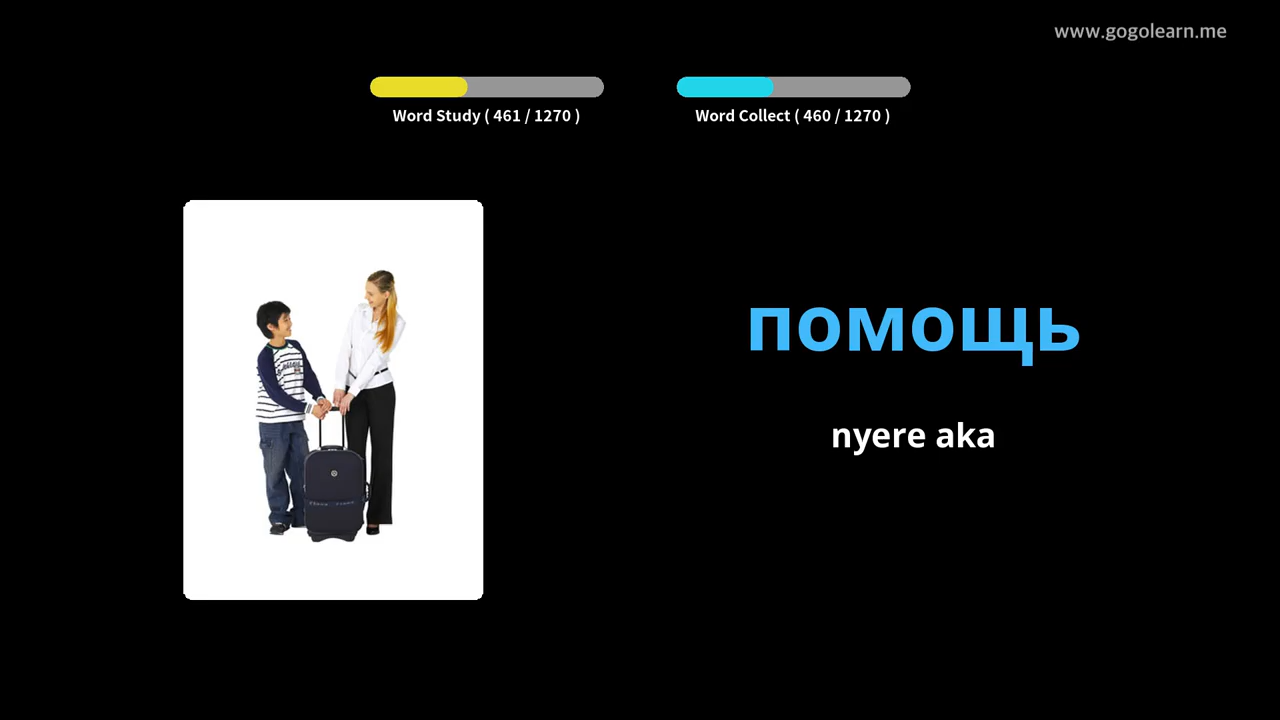 www.gogolearn.me
Word Study ( 461 / 1270 )
Word Collect ( 460 / 1270 )
помощь
nyere aka